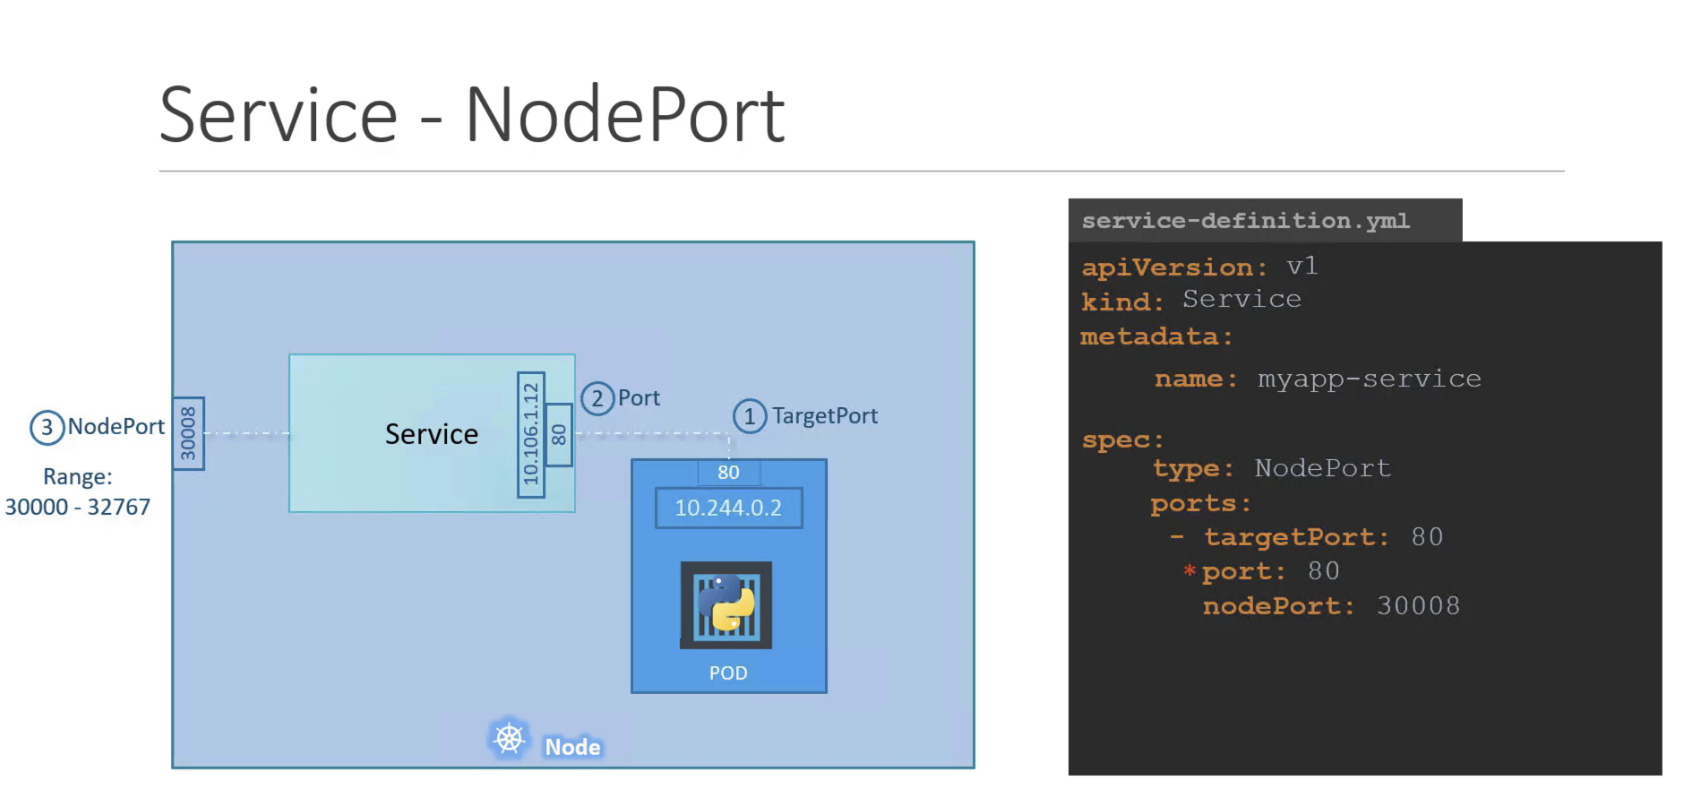 Service - NodePort
service-definition.yml
apiVersion: v1
kind: Service
metadata:
name: myapp-service
spec:
type: NodePort
ports:
- targetPort: 80
*port: 80
nodePort: 30008
3 NodePort
Range:
30000 - 32767
30008
Service
10.106.1.12
80
2 Port
1 TargetPort
80
10.244.0.2
POD
Node